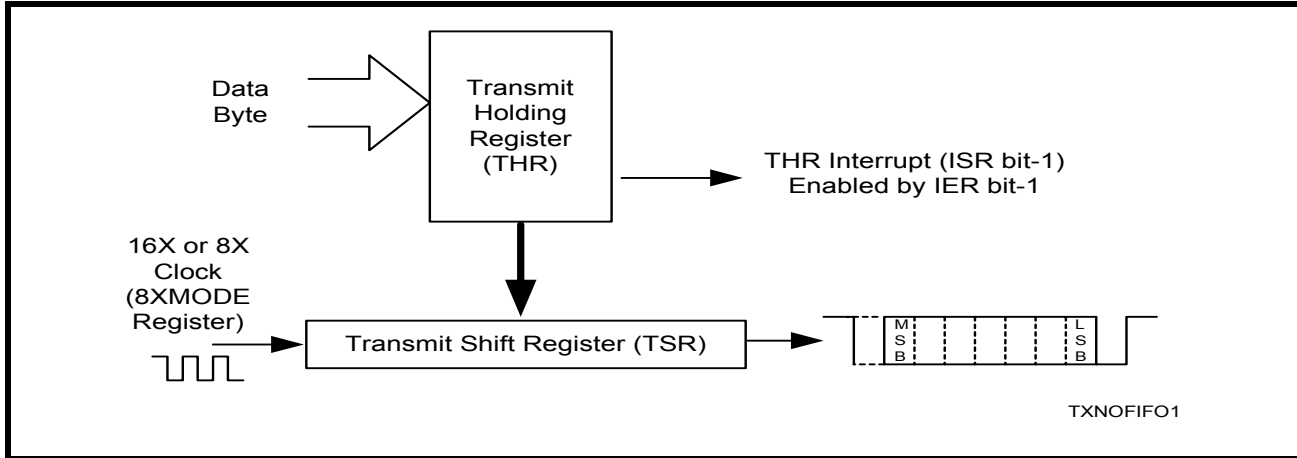 Data
Byte
Transmit
Holding
Register
(THR)
THR Interrupt (ISR bit-1)
Enabled by IER bit-1
16X or 8X
Clock
(8XMODE
Register)
Transmit Shift Register (TSR)
M
S
B
L
S
B
TXNOFIFO1